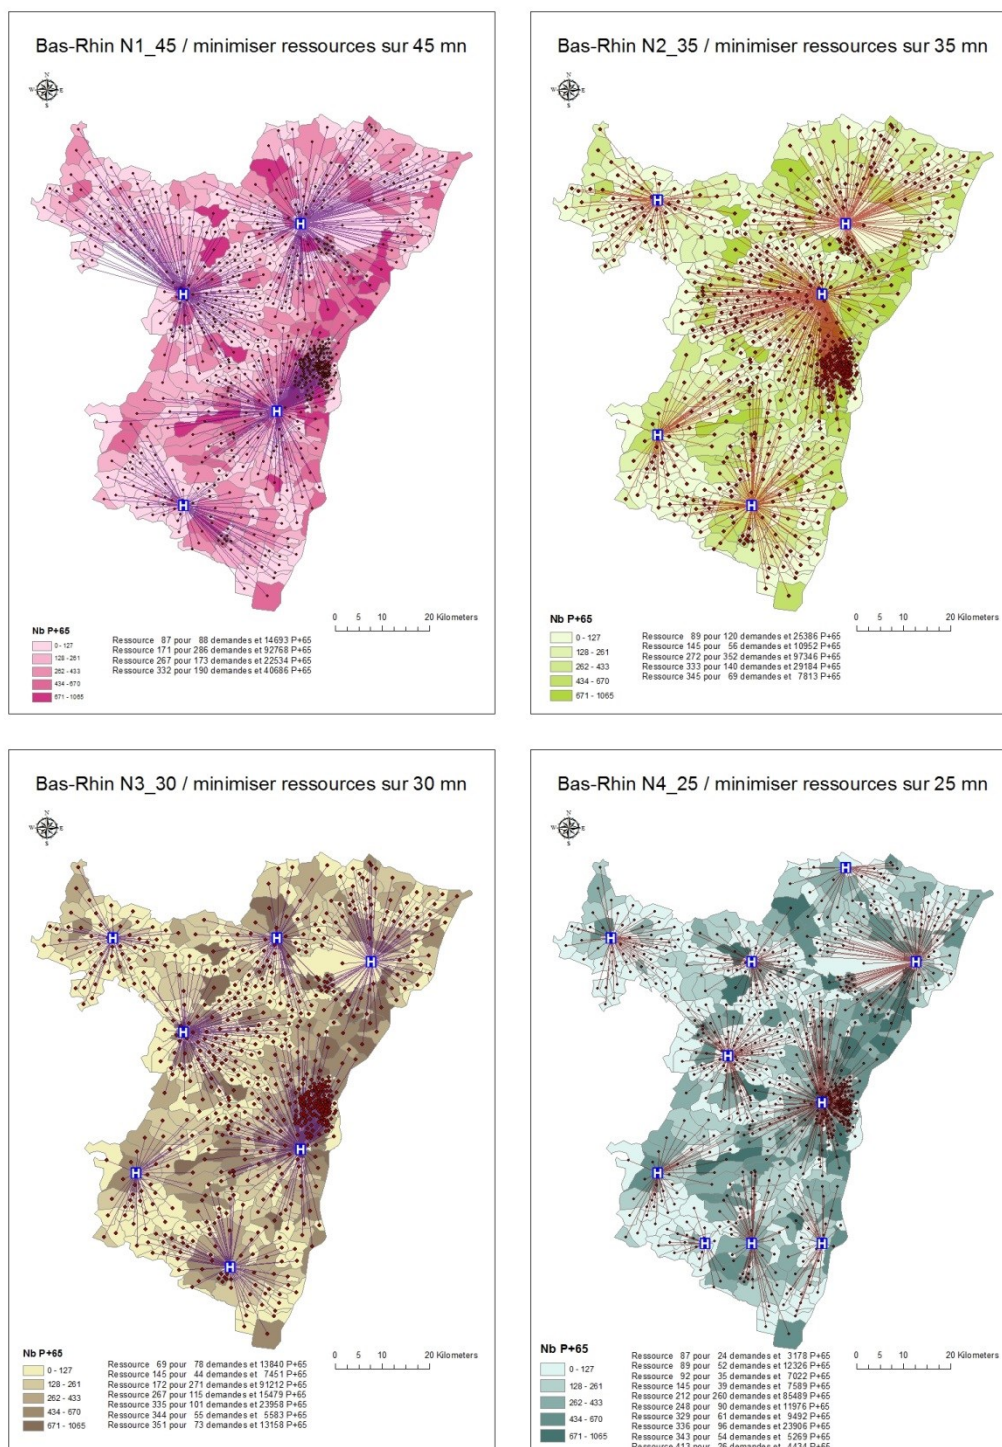 Bas-Rhin N1_45 / minimiser ressources sur 45 mn
N
W E
S
H
H
H
H
Nb P+65
0 - 127
128 - 261
262 - 433
434 - 670
671 - 1065
Ressource 87 pour 88 demandes et 14693 P+65
Ressource 171 pour 286 demandes et 92768 P+65
Ressource 267 pour 173 demandes et 22534 P+65
Ressource 332 pour 190 demandes et 40686 P+65
0 5 10 20 Kilometers
Bas-Rhin N2_35 / minimiser ressources sur 35 mn
N
W E
S
H
H
H
H
H
Nb P+65
0 - 127
128 - 261
262 - 433
434 - 670
671 - 1065
Ressource 89 pour 120 demandes et 25386 P+65
Ressource 145 pour 56 demandes et 10952 P+65
Ressource 272 pour 352 demandes et 97346 P+65
Ressource 333 pour 140 demandes et 29184 P+65
Ressource 345 pour 69 demandes et 7813 P+65
0 5 10 20 Kilometers
Bas-Rhin N3_30 / minimiser ressources sur 30 mn
N
W E
S
H
H
H
H
H
H
H
Nb P+65
0 - 127
128 - 261
262 - 433
434 - 670
671 - 1065
Ressource 69 pour 78 demandes et 13840 P+65
Ressource 145 pour 44 demandes et 7451 P+65
Ressource 172 pour 271 demandes et 91212 P+65
Ressource 267 pour 115 demandes et 15479 P+65
Ressource 335 pour 101 demandes et 23958 P+65
Ressource 344 pour 55 demandes et 5583 P+65
Ressource 351 pour 73 demandes et 13158 P+65
0 5 10 20 Kilometers
Bas-Rhin N4_25 / minimiser ressources sur 25 mn
N
W E
S
H
H
H
H
H
H
H
H
H
H
Nb P+65
0 - 127
128 - 261
262 - 433
434 - 670
671 - 1065
Ressource 87 pour 24 demandes et 3178 P+65
Ressource 89 pour 52 demandes et 12326 P+65
Ressource 92 pour 35 demandes et 7022 P+65
Ressource 145 pour 39 demandes et 7589 P+65
Ressource 212 pour 260 demandes et 85489 P+65
Ressource 248 pour 90 demandes et 11976 P+65
Ressource 329 pour 61 demandes et 9492 P+65
Ressource 336 pour 96 demandes et 23906 P+65
Ressource 343 pour 54 demandes et 5269 P+65
Ressource 413 pour 26 demandes et 4434 P+65
0 5 10 20 Kilometers